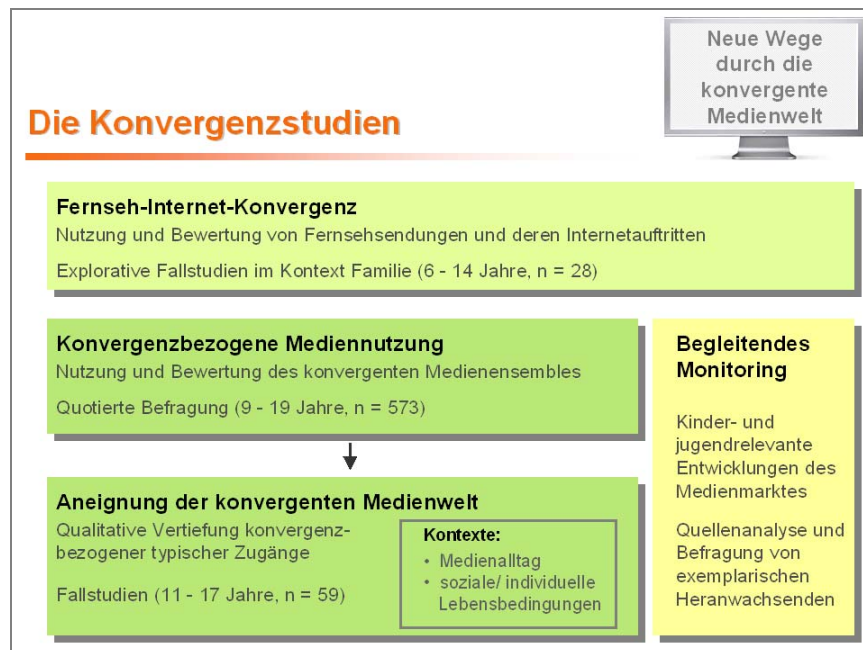 Neue Wege
durch die
konvergente
Medienwelt
Die Konvergenzstudien
Fernseh-Internet-Konvergenz
Nutzung und Bewertung von Fernsehsendungen und deren Internetauftritten
Explorative Fallstudien im Kontext Familie (6 - 14 Jahre, n = 28)
Konvergenzbezogene Mediennutzung
Nutzung und Bewertung des konvergenten Medienensembles
Quotierte Befragung (9 - 19 Jahre, n = 573)
Aneignung der konvergenten Medienwelt
Qualitative Vertiefung konvergenz-
bezogener typischer Zugänge
Fallstudien (11 - 17 Jahre, n = 59)
Kontexte:
• Medienalltag
• soziale/ individuelle
Lebensbedingungen
Begleitendes
Monitoring
Kinder- und
jugendrelevante
Entwicklungen des
Medienmarktes
Quellenanalyse und
Befragung von
exemplarischen
Heranwachsenden